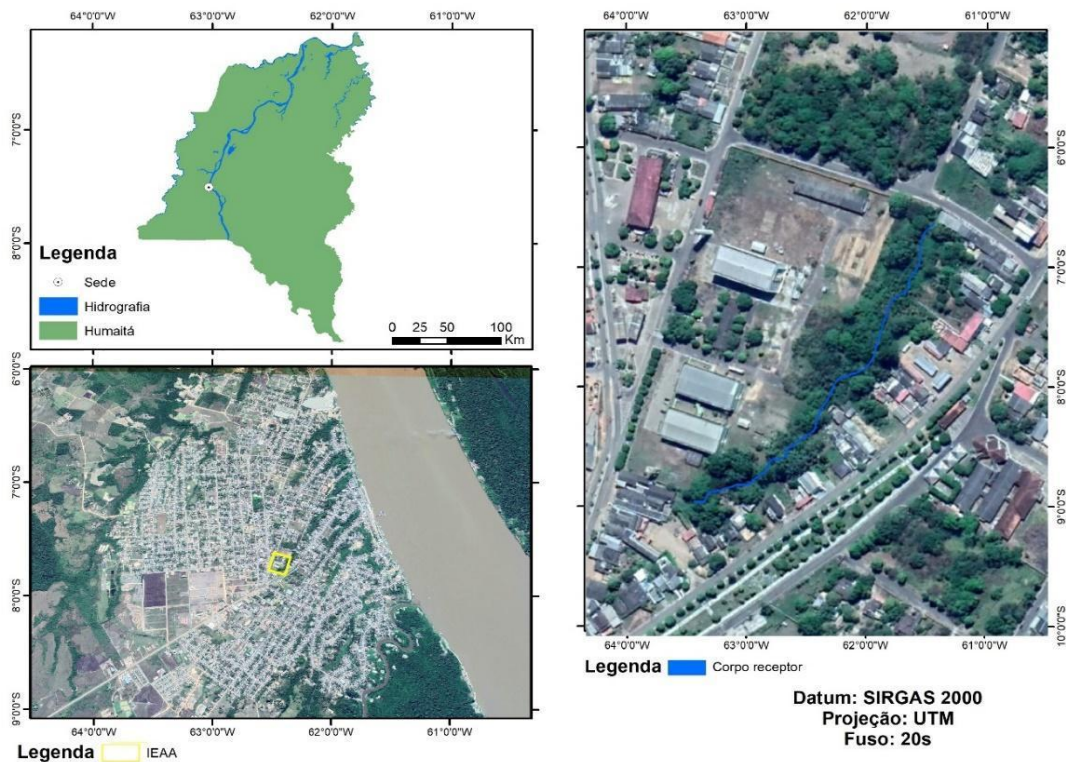 64°0'0"W 63°0'0"W 62°0'0"W 61°0'0"W
7°0'0"S
8°0'0"S
Legenda
Sede
Hidrografia
Humaitá
0 25 50 100
Km
6°0'0"S
7°0'0"S
8°0'0"S
9°0'0"S
64°0'0"W 63°0'0"W 62°0'0"W 61°0'0"W
64°0'0"W 63°0'0"W 62°0'0"W 61°0'0"W
Legenda IEAA
64°0'0"W 63°0'0"W 62°0'0"W 61°0'0"W
6°0'0"S
7°0'0"S
8°0'0"S
9°0'0"S
10°0'0"S
64°0'0"W 63°0'0"W 62°0'0"W 61°0'0"W
Legenda Corpo receptor
Datum: SIRGAS 2000
Projeção: UTM
Fuso: 20s